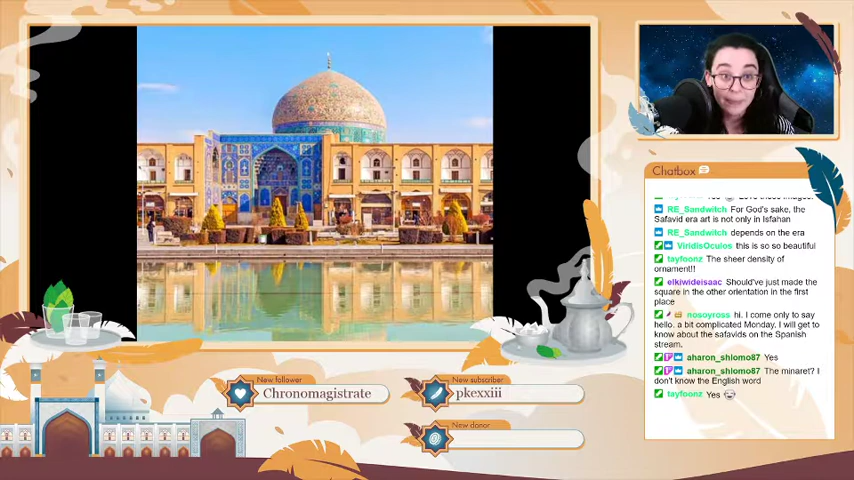 Chatbox
RE_Sandwitch For God's sake, the
Safavid era art is not only in Isfahan
RE_Sandwitch depends on the era
ViridisOculos this is so so beautiful
tayfoonz The sheer density of
ornament!!
elkiwideisaac Should've just made the
square in the other orientation in the first
place
nosoyross hi. I come only to say
hello. a bit complicated Monday. I will get to
know about the safavids on the Spanish
stream.
aharon_shlomo87 Yes
aharon_shlomo87 The minaret? I
don't know the English word
tayfoonz Yes
New follower
Chronomagistrate
New subscriber
pkexxiii
New donor